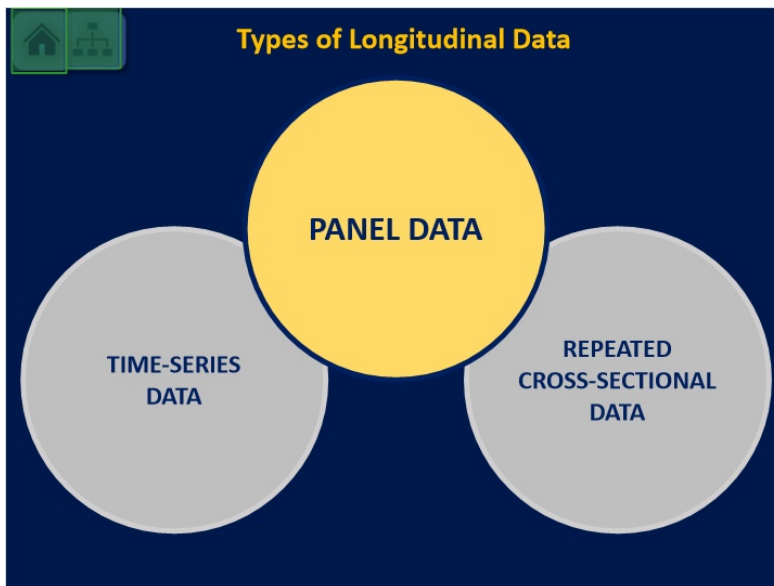 Types of Longitudinal Data
PANEL DATA
TIME-SERIES
DATA
REPEATED
CROSS-SECTIONAL
DATA